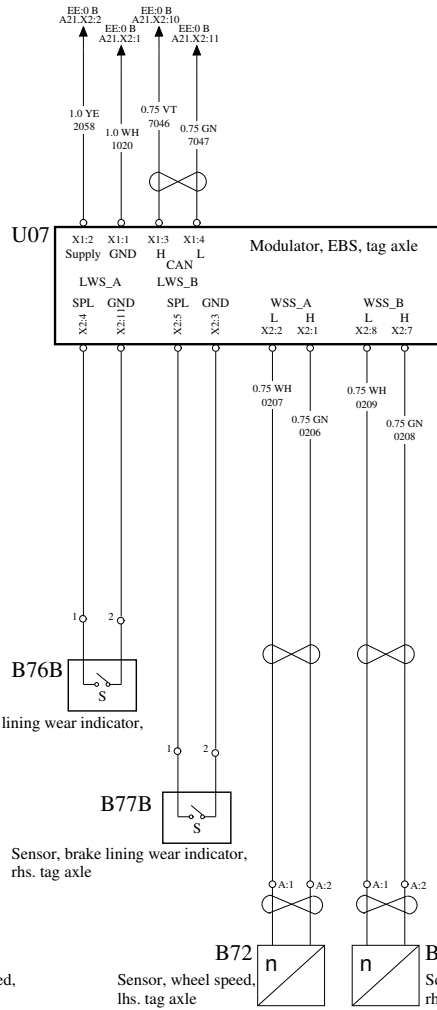 EE:0 B
A21.X2:2
EE:0 B
A21.X2:1
EE:0 B
A21.X2:10
EE:0 B
A21.X2:11
1.0 YE
2058
1.0 WH
1020
0.75 VT
7046
0.75 GN
7047
U07
X1:2
X1:1
X1:3
X1:4
Modulator, EBS, tag axle
Supply
GND
H
L
CAN
LWS_A
LWS_B
SPL
GND
SPL
GND
WSS_A
WSS_B
L
H
L
H
X2:4
X2:11
X2:5
X2:3
X2:2
X2:1
X2:8
X2:7
0.75 WH
0207
0.75 GN
0206
0.75 WH
0209
0.75 GN
0208
1
2
B76B
S
lining wear indicator,
1
2
B77B
S
Sensor, brake lining wear indicator,
rhs. tag axle
A:1
A:2
A:1
A:2
B72
n
n
B
ed,
Sensor, wheel speed,
lhs. tag axle
Se
rh